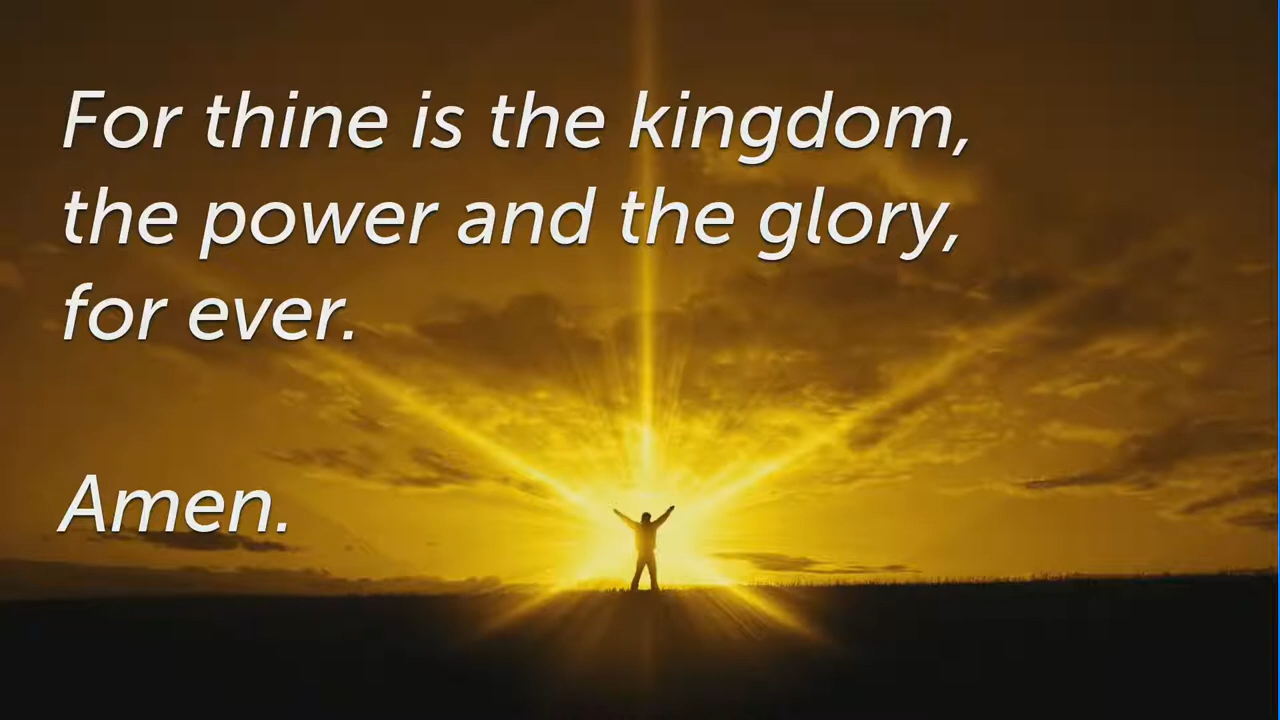 For thine is the kingdom,
the power and the glory,
for ever.
Amen.